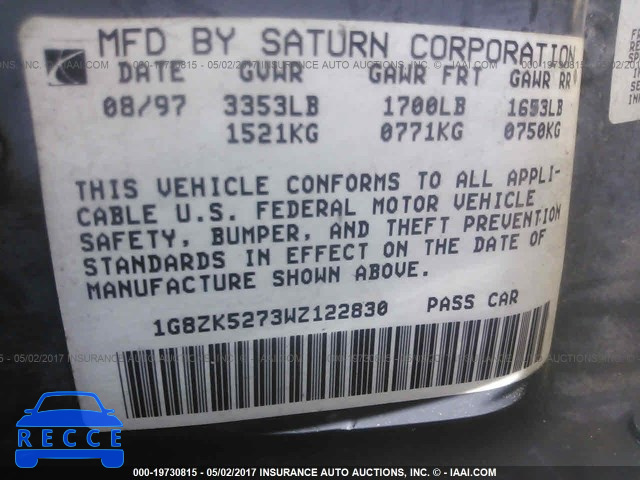 MFD BY SATURN CORPORATION
DATE GVWR GAWR FRT GAWR RR
08/97 3353LB 1700LB 1653LB
1521KG 0771KG 0750KG
THIS VEHICLE CONFORMS TO ALL APPLI-
CABLE U.S. FEDERAL MOTOR VEHICLE
SAFETY, BUMPER, AND THEFT PREVENTION
STANDARDS IN EFFECT ON THE DATE OF
MANUFACTURE SHOWN ABOVE.
1G8ZK5273WZ122830 PASS CAR
RECCE
000-19730815 - 05/02/2017 INSURANCE AUTO AUCTIONS, INC. - © - IAAI.COM